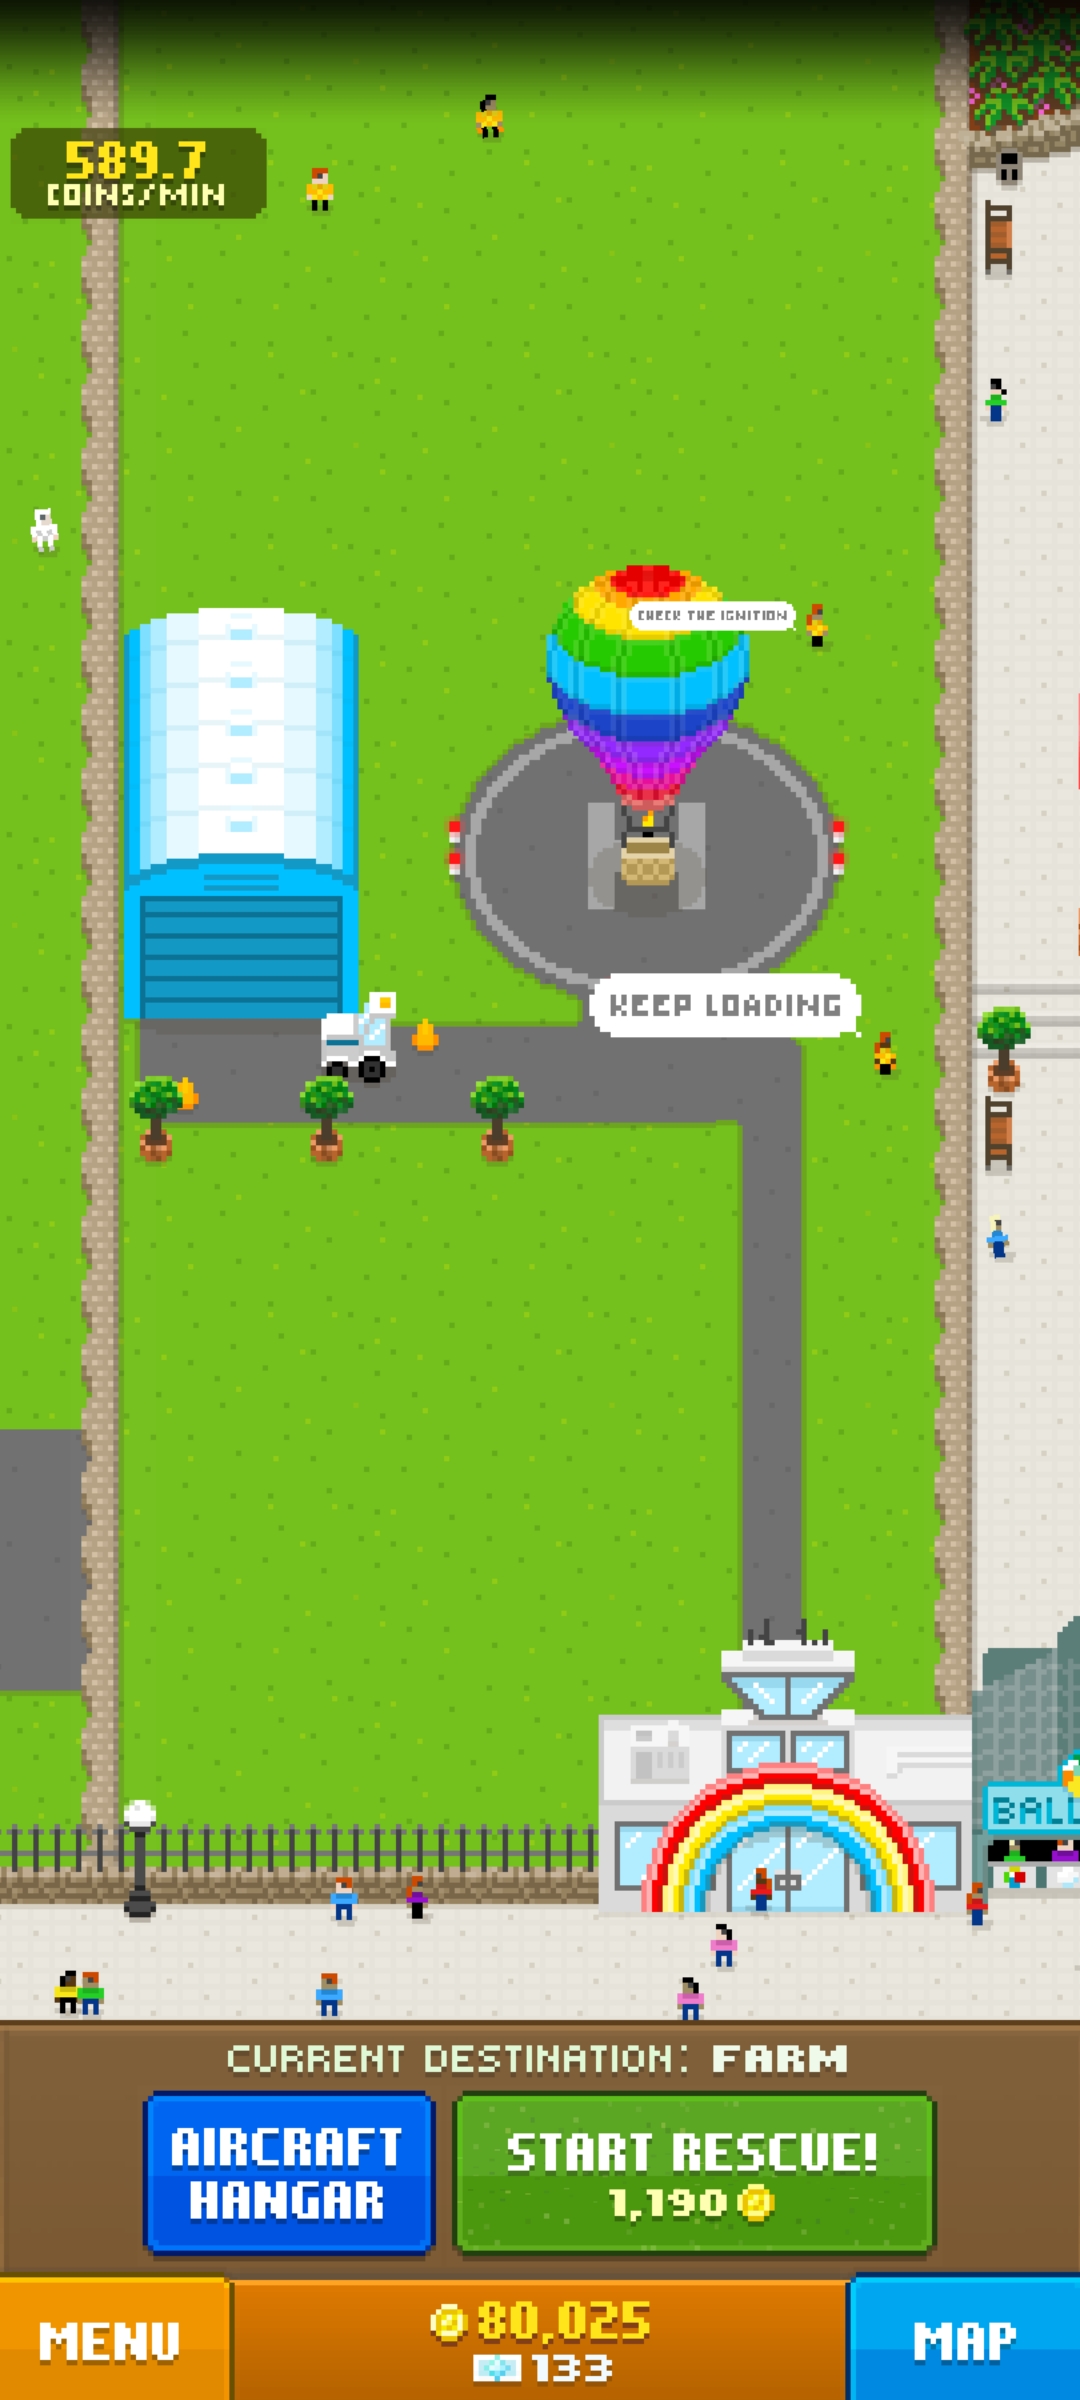 589.7
COINS/MIN
CHECK THE IGNITION
KEEP LOADING
BALL
CURRENT DESTINATION: FARM
AIRCRAFT
HANGAR
START RESCUE!
1,190
MENU
80,025
133
MAP